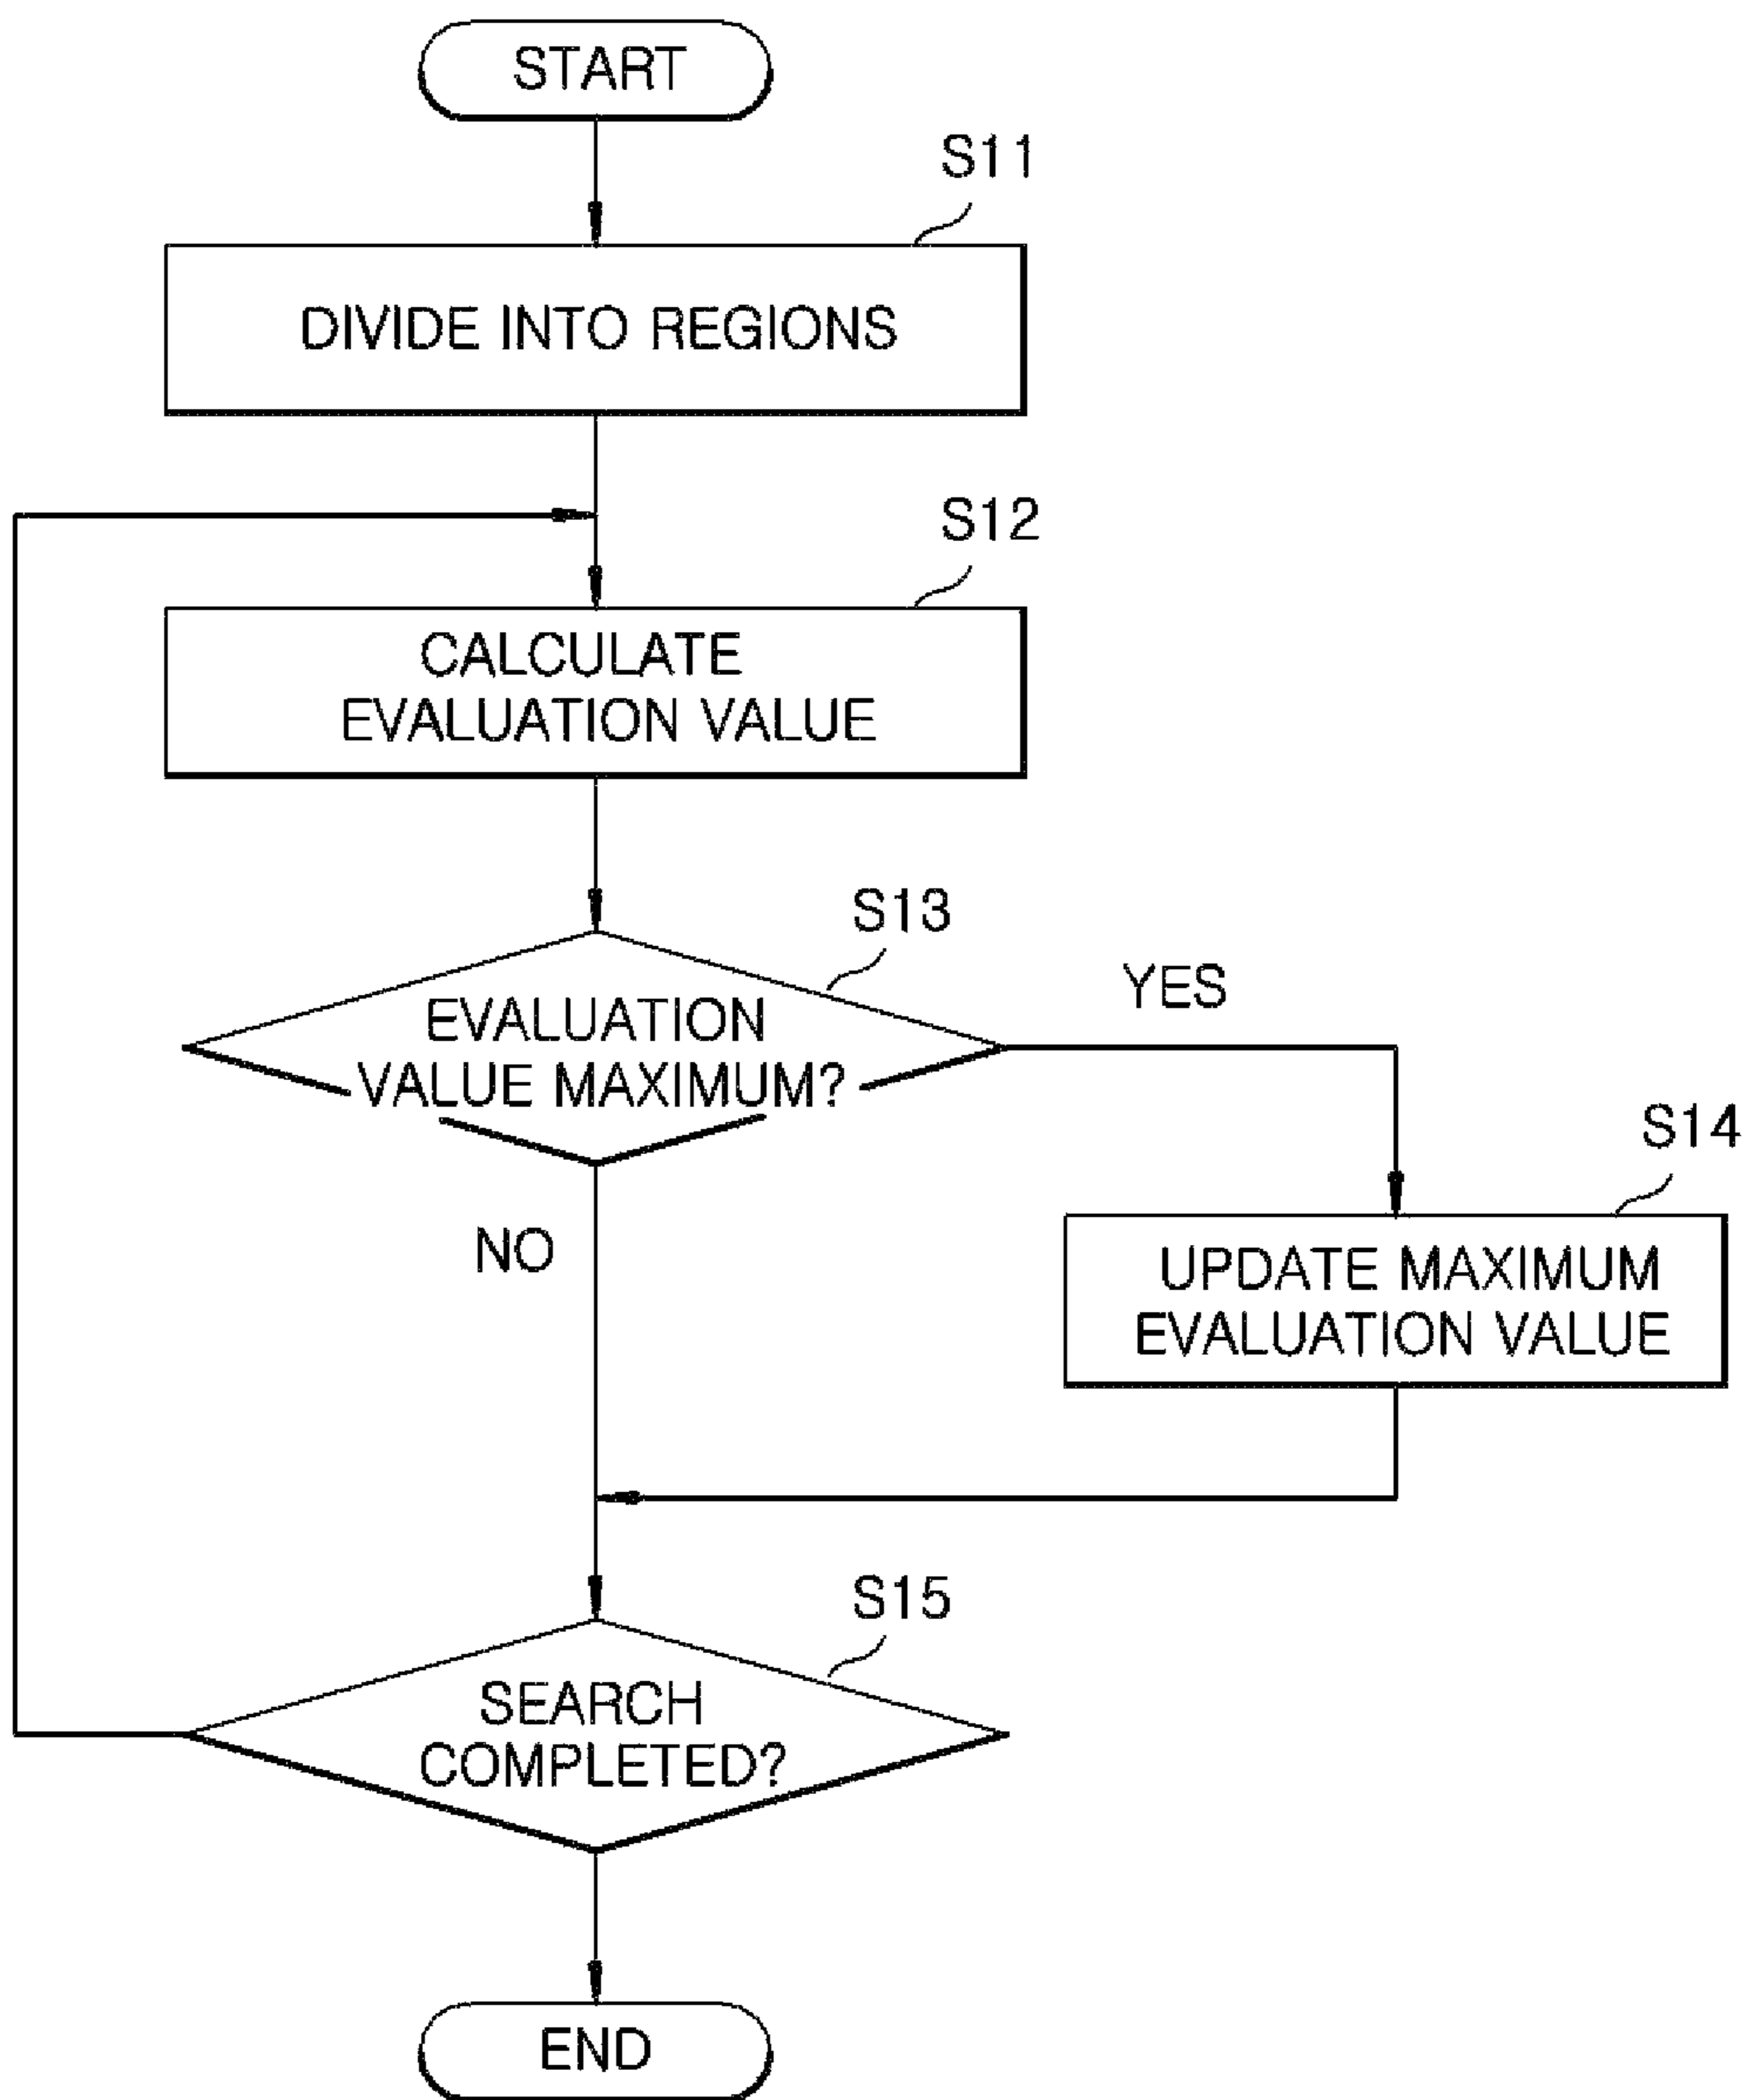 START
S11
DIVIDE INTO REGIONS
S12
CALCULATE
EVALUATION VALUE
S13
EVALUATION
VALUE MAXIMUM?
YES
NO
S14
UPDATE MAXIMUM
EVALUATION VALUE
S15
SEARCH
COMPLETED?
END